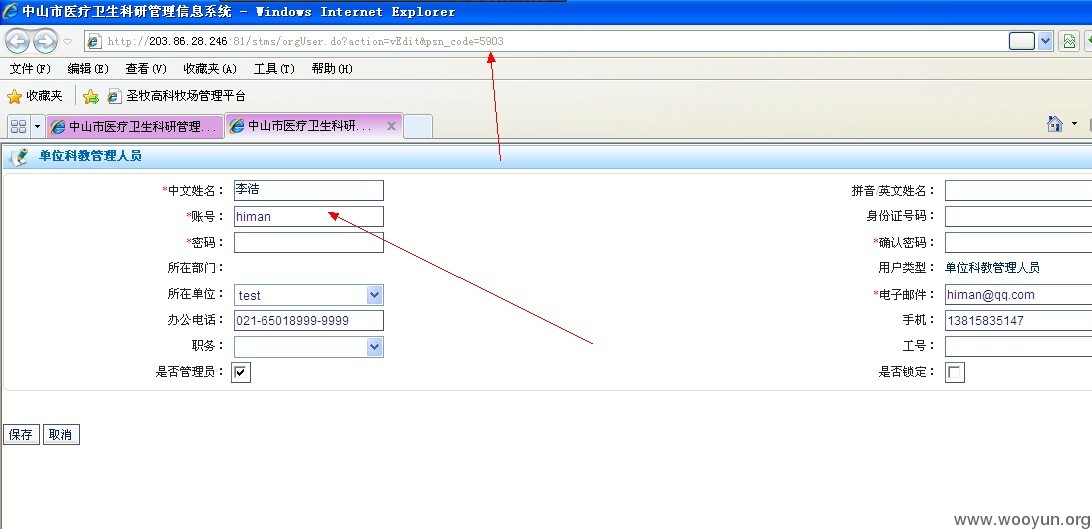 中山市医疗卫生科研管理信息系统 - Windows Internet Explorer
http://203.86.28.246:81/stms/orgUser.do?action=vEdit&psn_code=5903
文件(F) 编辑(E) 查看(V) 收藏夹(A) 工具(T) 帮助(H)
收藏夹 圣牧高科牧场管理平台
中山市医疗卫生科研管理... 中山市医疗卫生科研... X
单位科教管理人员
*中文姓名： 李浩 拼音/英文姓名：
*账号： himan 身份证号码：
*密码： *确认密码：
所在部门： 用户类型： 单位科教管理人员
所在单位： test *电子邮件： himan@qq.com
办公电话： 021-65018999-9999 手机： 13815835147
职务： 工号：
是否管理员： 是否锁定：
保存 取消
www.wooyun.org